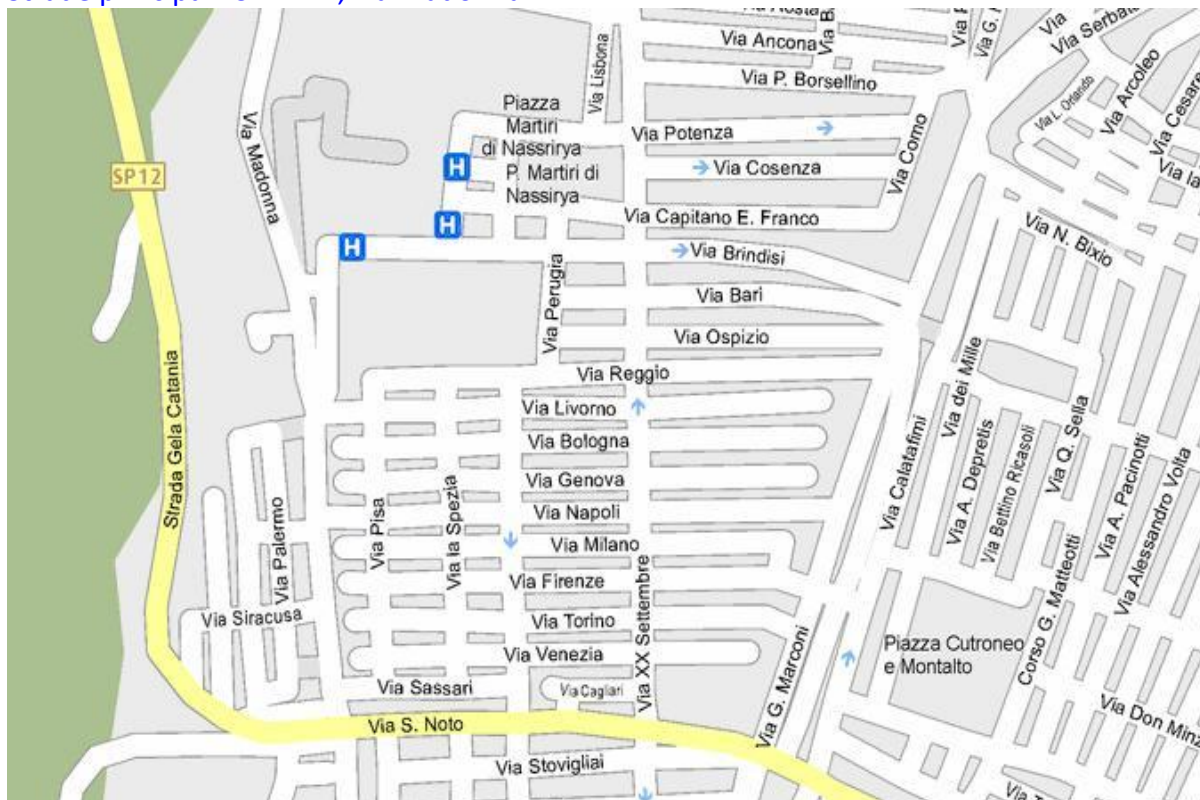 Via Ancona
Via P. Borsellino
Via Lisbona
Via Serbat
Via L. Orlando
Via Arcoleo
Via Cesare
Piazza
Martiri
di Nassrirya
P. Martiri di
Nassirya
Via Potenza
Via Cosenza
Via Como
Via Madonna
SP12
H
H
H
Via Capitano E. Franco
Via Brindisi
Via N. Bixio
Via Bari
Via Perugia
Via Ospizio
Via Reggio
Via Livorno
Via Bologna
Via Genova
Via Napoli
Via Milano
Via Firenze
Via Torino
Via Venezia
Via Sassari
Via Cagliari
Via S. Noto
Via Stovigliai
Strada Gela Catania
Via Palermo
Via Siracusa
Via Pisa
Via la Spezia
Via XX Settembre
Via G. Marconi
Via Calatafimi
Via dei Mille
Via A. Depretis
Via Bettino Ricasoli
Via Q. Sella
Via A. Pacinotti
Via Alessandro Volta
Corso G. Matteotti
Piazza Cutroneo
e Montalto
Via Don Minz